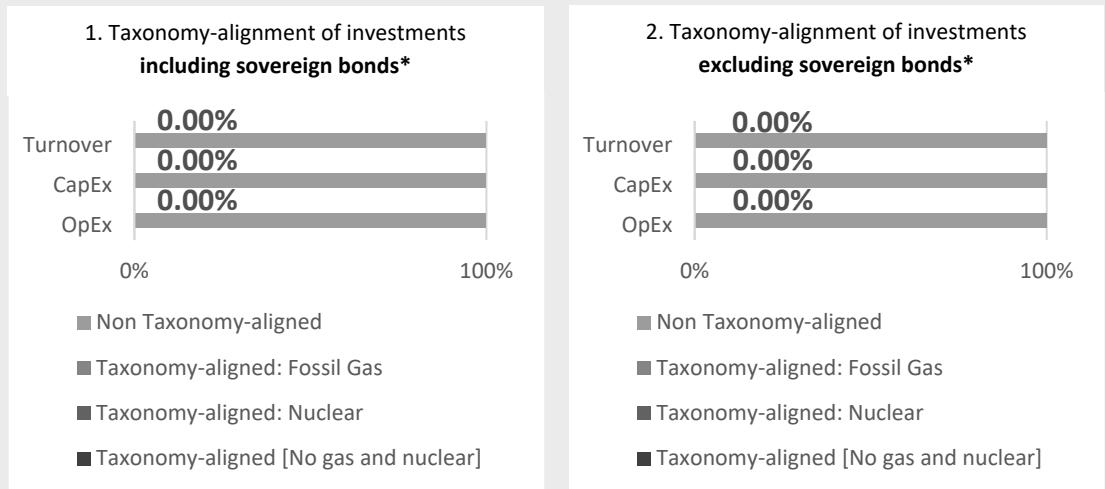 1. Taxonomy-alignment of investments
including sovereign bonds*
0.00%
Turnover
0.00%
CapEx
0.00%
OpEx
0%
100%
Non Taxonomy-aligned
Taxonomy-aligned: Fossil Gas
Taxonomy-aligned: Nuclear
Taxonomy-aligned [No gas and nuclear]
2. Taxonomy-alignment of investments
excluding sovereign bonds*
0.00%
Turnover
0.00%
CapEx
0.00%
OpEx
0%
100%
Non Taxonomy-aligned
Taxonomy-aligned: Fossil Gas
Taxonomy-aligned: Nuclear
Taxonomy-aligned [No gas and nuclear]